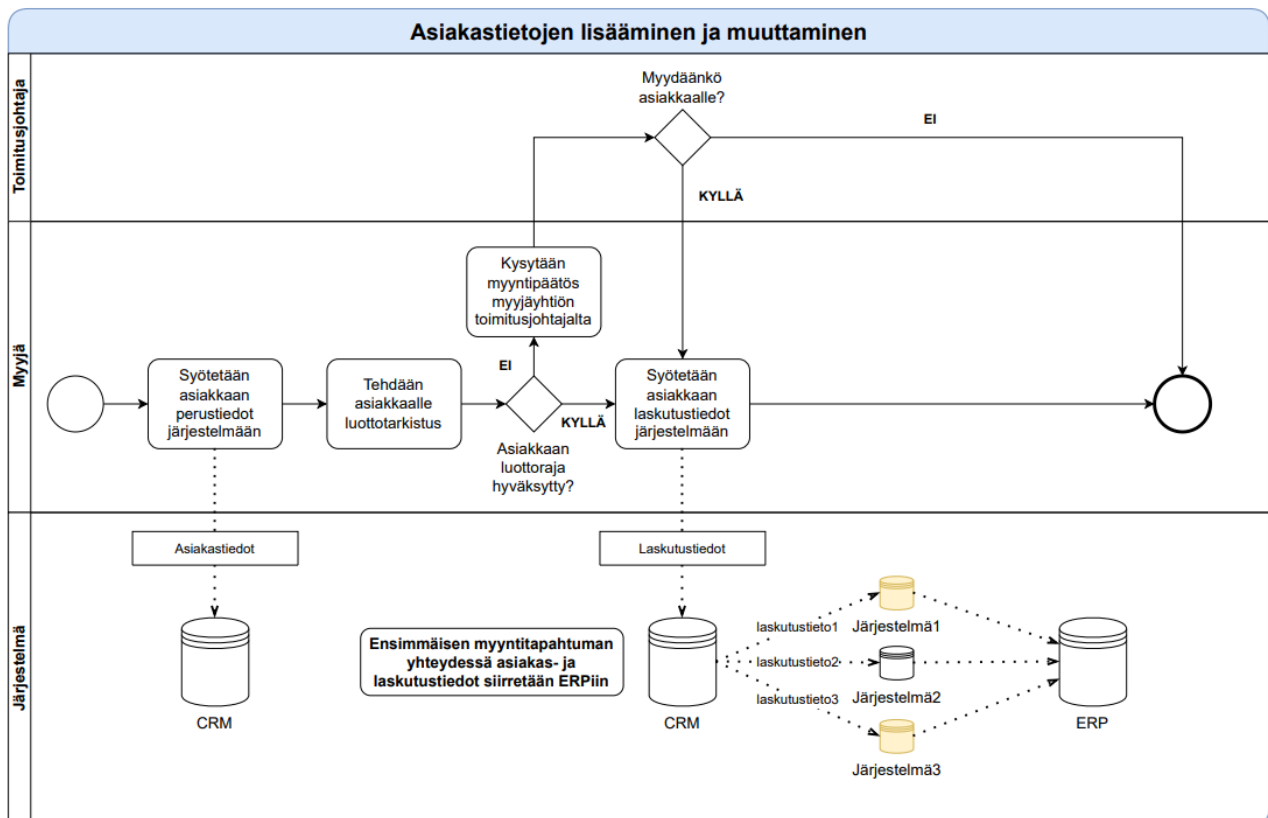 Asiakastietojen lisääminen ja muuttaminen
Toimitusjohtaja
Myydäänkö
asiakkaalle?
EI
KYLLÄ
Myyjä
Kysytään
myyntipäätös
myyjäyhtiön
toimitusjohtajalta
EI
Syötetään
asiakkaan
perustiedot
järjestelmään
Tehdään
asiakkaalle
luottotarkistus
KYLLÄ
Asiakkaan
luottoraja
hyväksytty?
Syötetään
asiakkaan
laskutustiedot
järjestelmään
Järjestelmä
Asiakastiedot
CRM
Ensimmäisen myyntitapahtuman
yhteydessä asiakas- ja
laskutustiedot siirretään ERPiin
Laskutustiedot
CRM
laskutustieto1
laskutustieto2
laskutustieto3
Järjestelmä1
Järjestelmä2
Järjestelmä3
ERP